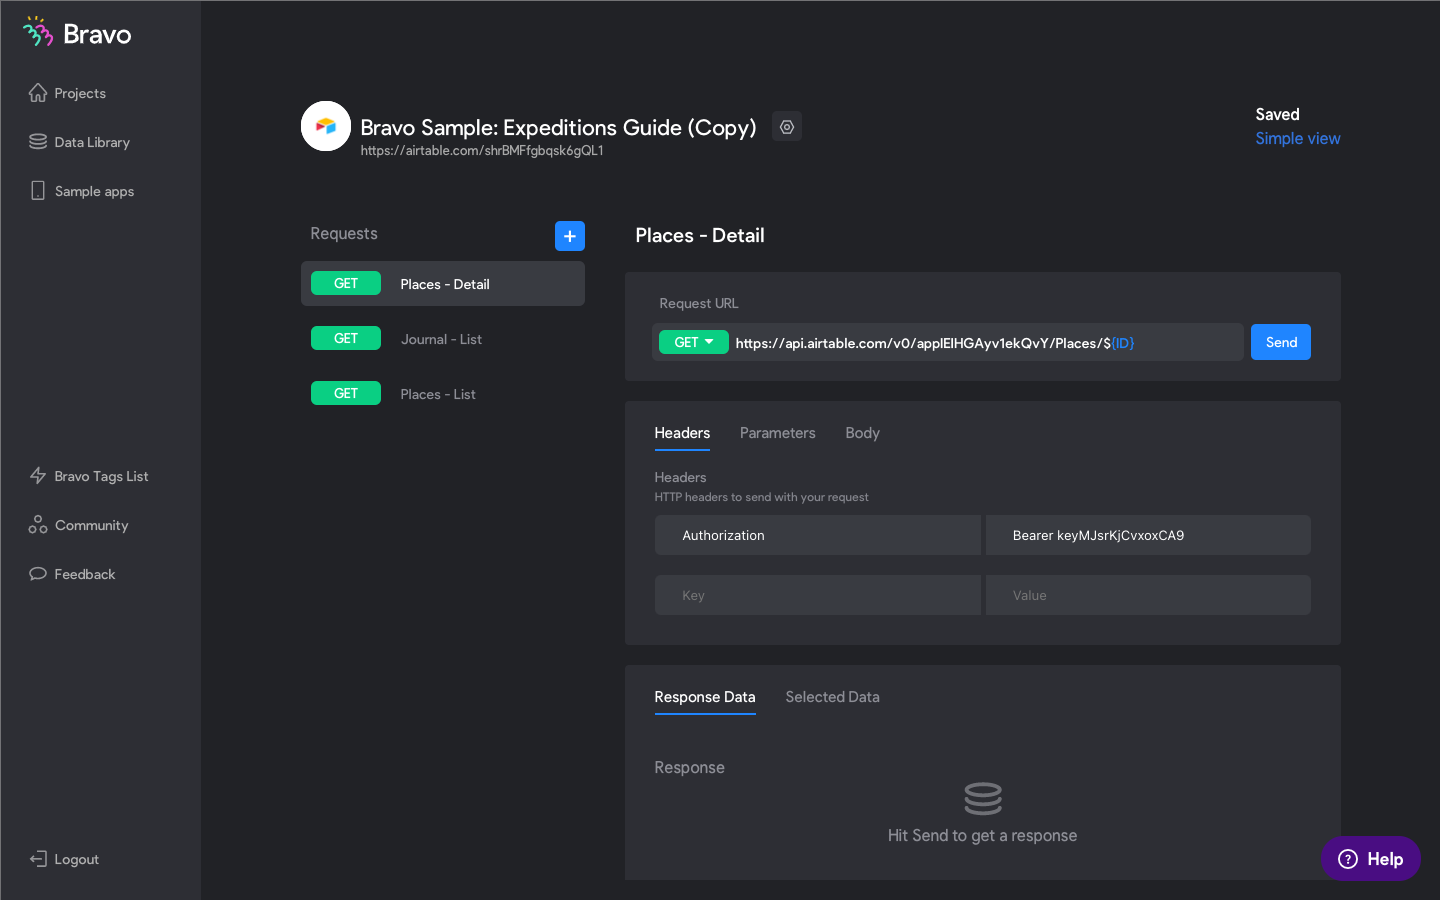 Bravo
Projects
Data Library
Sample apps
Bravo Tags List
Community
Feedback
Logout
Bravo Sample: Expeditions Guide (Copy)
https://airtable.com/shrBMFfgbqsk6gQL1
Saved
Simple view
Requests
+
GET Places - Detail
GET Journal - List
GET Places - List
Places - Detail
Request URL
GET https://api.airtable.com/v0/appIEIHGAyv1ekQvY/Places/${ID} Send
Headers Parameters Body
Headers
HTTP headers to send with your request
Authorization Bearer keyMJsrKjCvxoxCA9
Key Value
Response Data Selected Data
Response
Hit Send to get a response
? Help